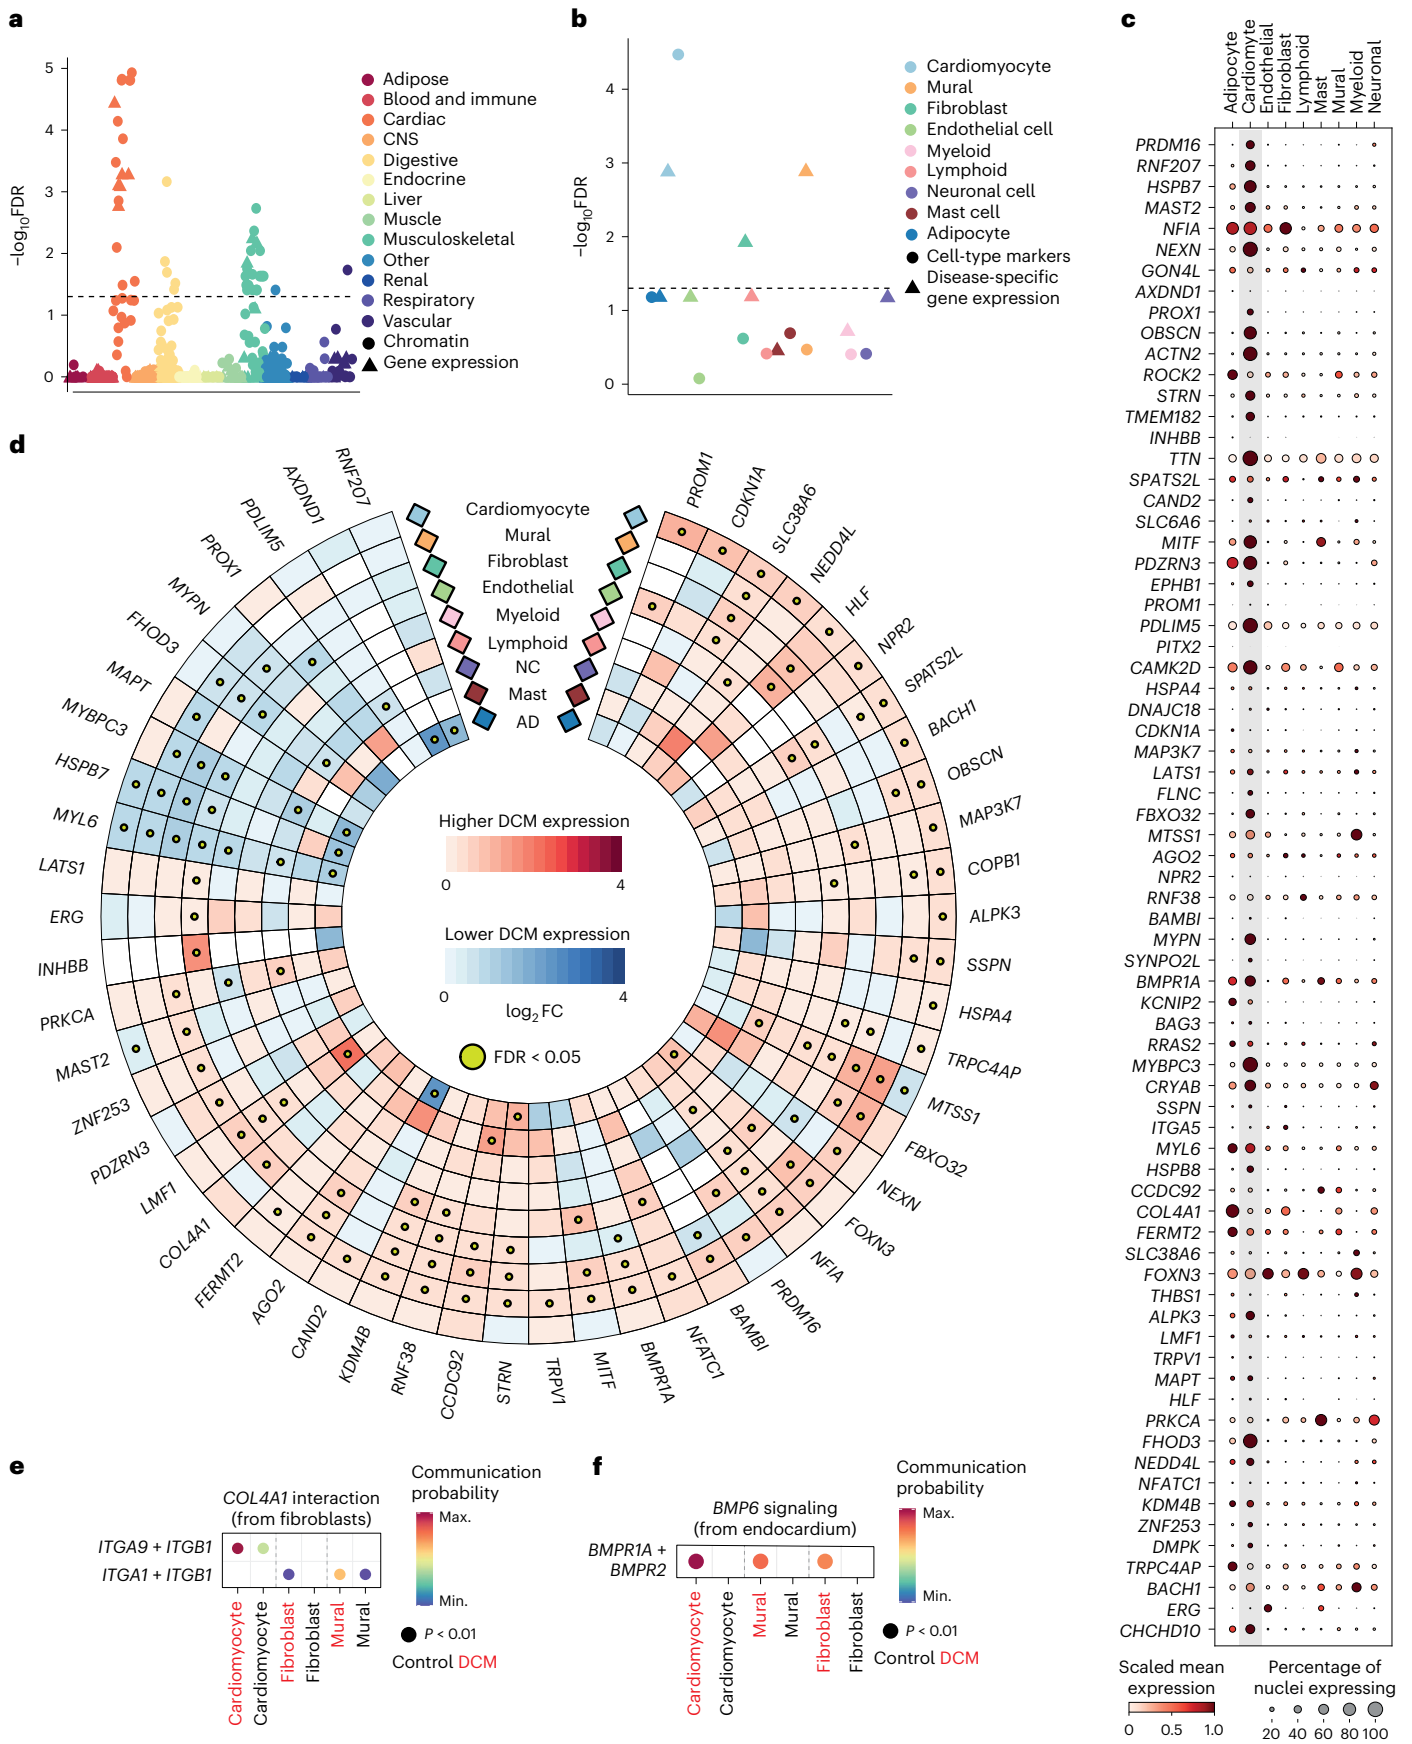 a
5
4
3
2
1
0
−log10FDR
Adipose
Blood and immune
Cardiac
CNS
Digestive
Endocrine
Liver
Muscle
Musculoskeletal
Other
Renal
Respiratory
Vascular
Chromatin
Gene expression
b
4
3
2
1
0
−log10FDR
Cardiomyocyte
Mural
Fibroblast
Endothelial cell
Myeloid
Lymphoid
Neuronal cell
Mast cell
Adipocyte
Cell-type markers
Disease-specific
gene expression
c
Adipocyte
Cardiomyte
Endothelial
Fibroblast
Lymphoid
Mast
Mural
Myeloid
Neuronal
PRDM16
RNF207
HSPB7
MAST2
NFIA
NEXN
GON4L
AXDND1
PROX1
OBSCN
ACTN2
ROCK2
STRN
TMEM182
INHBB
TTN
SPATS2L
CAND2
SLC6A6
MITF
PDZRN3
EPHB1
PROM1
PDLIM5
PITX2
CAMK2D
HSPA4
DNAJC18
CDKN1A
MAP3K7
LATS1
FLNC
FBXO32
MTSS1
AGO2
NPR2
RNF38
BAMBI
MYPN
SYNPO2L
BMPR1A
KCNIP2
BAG3
RRAS2
MYBPC3
CRYAB
SSPN
ITGA5
MYL6
HSPB8
CCDC92
COL4A1
FERMT2
SLC38A6
FOXN3
THBS1
ALPK3
LMF1
TRPV1
MAPT
HLF
PRKCA
FHOD3
NEDD4L
NFATC1
KDM4B
ZNF253
DMPK
TRPC4AP
BACH1
ERG
CHCHD10
Scaled mean
expression
0 0.5 1.0
Percentage of
nuclei expressing
20 40 60 80 100
d
RNF207
AXDND1
PDLIM5
PROX1
MYPN
FHOD3
MAPT
MYBPC3
HSPB7
MYL6
LATS1
ERG
INHBB
PRKCA
MAST2
ZNF253
PDZRN3
LMF1
COL4A1
FERMT2
AGO2
CAND2
KDM4B
RNF38
CCDC92
STRN
TRPV1
MITF
BMPR1A
NFATC1
BAMBI
PRDM16
NFIA
FOXN3
NEXN
FBXO32
MTSS1
TRPC4AP
HSPA4
SSPN
ALPK3
COPB1
MAP3K7
OBSCN
BACH1
SPATS2L
NPR2
HLF
NEDD4L
SLC38A6
CDKN1A
PROM1
Cardiomyocyte
Mural
Fibroblast
Endothelial
Myeloid
Lymphoid
NC
Mast
AD
Higher DCM expression
0 4
Lower DCM expression
0 4
log2 FC
FDR < 0.05
e
COL4A1 interaction
(from fibroblasts)
ITGA9 + ITGB1
ITGA1 + ITGB1
Cardiomyocyte
Cardiomyocyte
Fibroblast
Fibroblast
Mural
Mural
Communication
probability
Max.
Min.
P < 0.01
Control DCM
f
BMP6 signaling
(from endocardium)
BMPR1A +
BMPR2
Cardiomyocyte
Cardiomyocyte
Mural
Mural
Fibroblast
Fibroblast
Communication
probability
Max.
Min.
P < 0.01
Control DCM